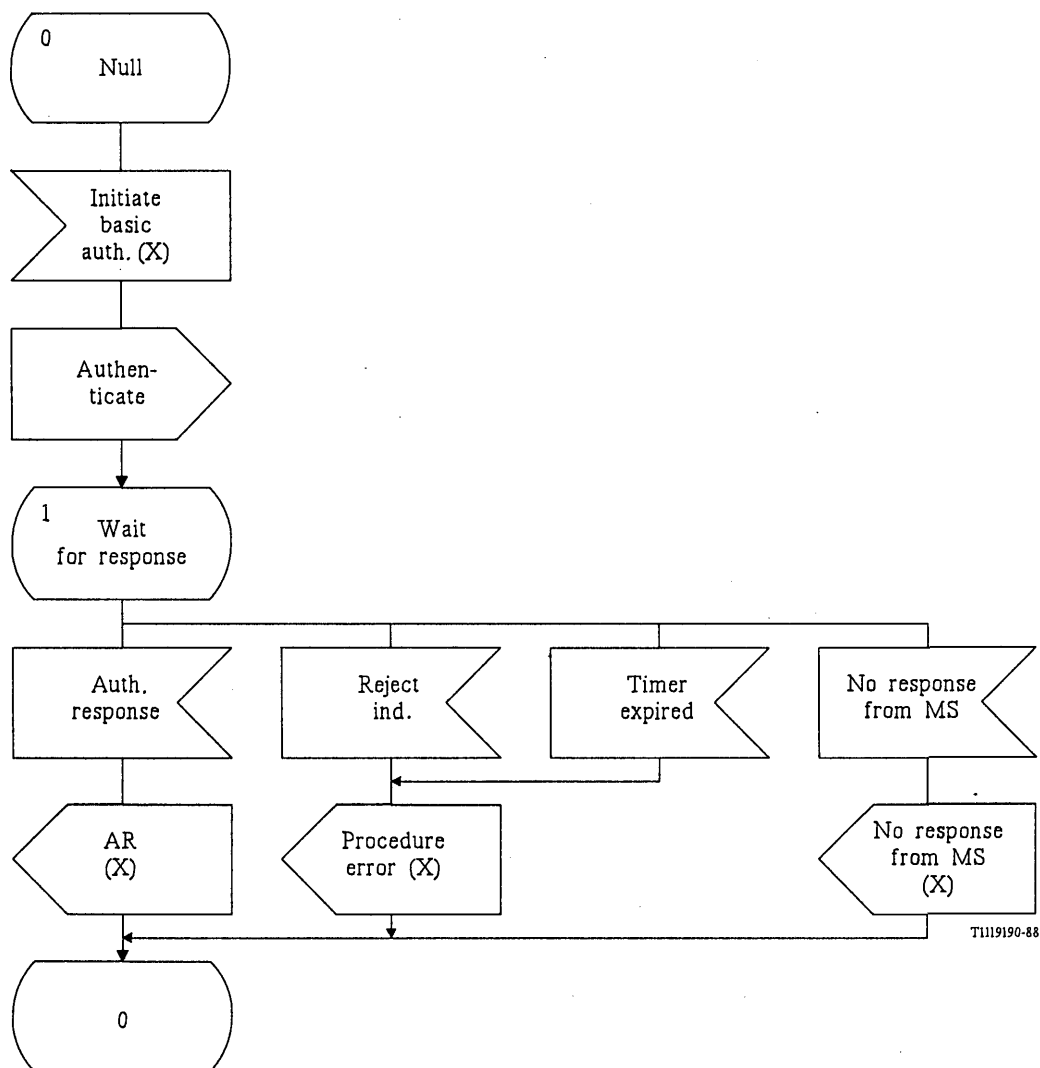 0
Null
Initiate
basic
auth. (X)
Authen-
ticate
1
Wait
for response
Auth.
response
Reject
ind.
Timer
expired
No response
from MS
AR
(X)
Procedure
error (X)
No response
from MS
(X)
T1119190-88
0